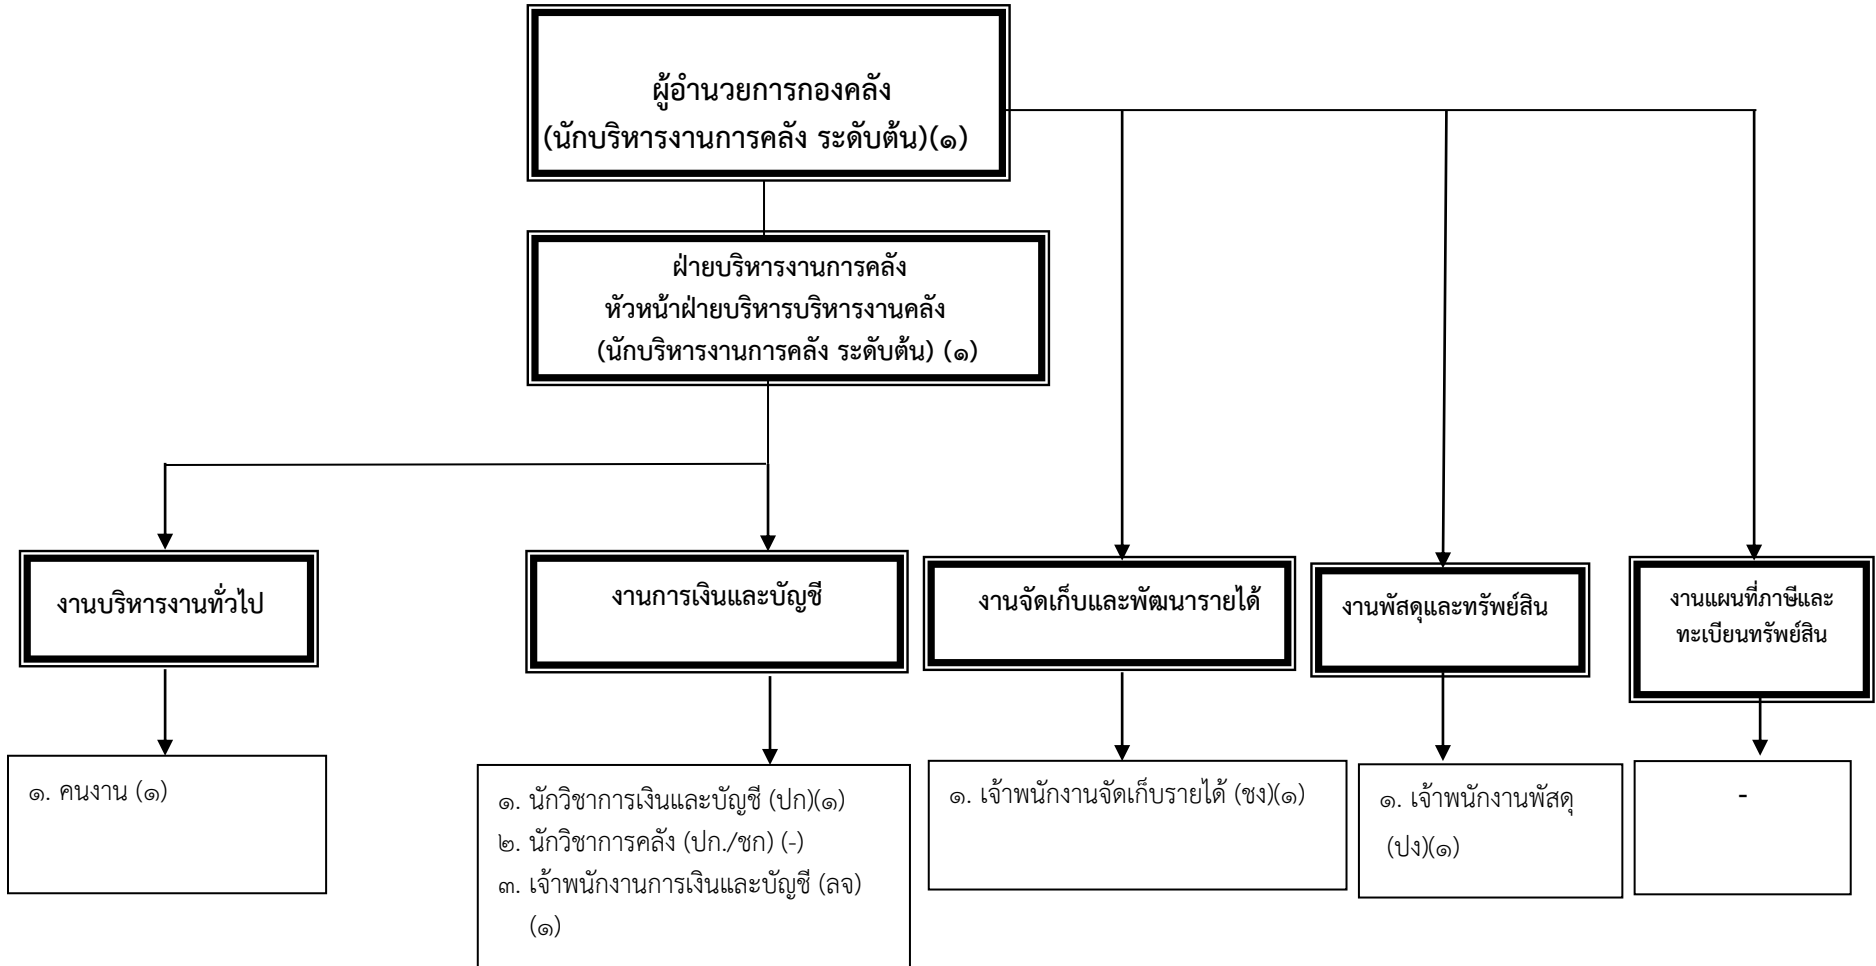 ผู้อำนวยการกองคลัง
(นักบริหารงานการคลัง ระดับต้น)(๑)
ฝ่ายบริหารงานการคลัง
หัวหน้าฝ่ายบริหารบริหารงานคลัง
(นักบริหารงานการคลัง ระดับต้น) (๑)
งานบริหารงานทั่วไป
งานการเงินและบัญชี
งานจัดเก็บและพัฒนารายได้
งานพัสดุและทรัพย์สิน
งานแผนที่ภาษีและ
ทะเบียนทรัพย์สิน
๑. คนงาน (๑)
๑. นักวิชาการเงินและบัญชี (ปก)(๑)
๒. นักวิชาการคลัง (ปก./ชก) (-)
๓. เจ้าพนักงานการเงินและบัญชี (ลจ)
(๑)
๑. เจ้าพนักงานจัดเก็บรายได้ (ชง)(๑)
๑. เจ้าพนักงานพัสดุ
(ปง)(๑)
-